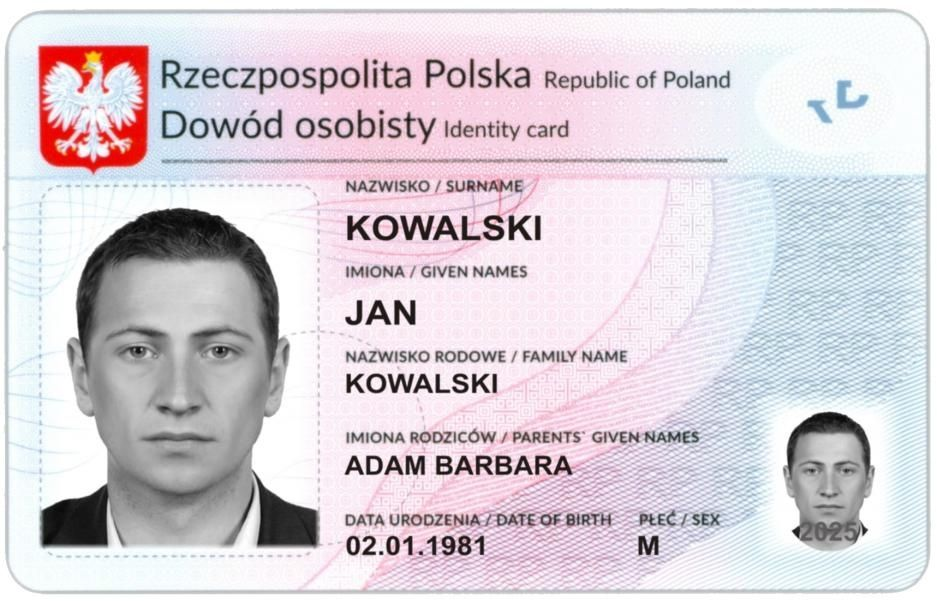 Rzeczpospolita Polska Republic of Poland
Dowód osobisty Identity card
NAZWISKO / SURNAME
KOWALSKI
IMIONA / GIVEN NAMES
JAN
NAZWISKO RODOWE / FAMILY NAME
KOWALSKI
IMIONA RODZICÓW / PARENTS` GIVEN NAMES
ADAM BARBARA
DATA URODZENIA / DATE OF BIRTH PŁEĆ / SEX
02.01.1981 M
2025